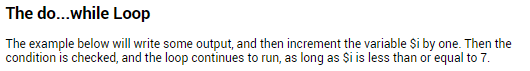 The do...while Loop
The example below will write some output, and then increment the variable $i by one. Then the
condition is checked, and the loop continues to run, as long as $i is less than or equal to 7.